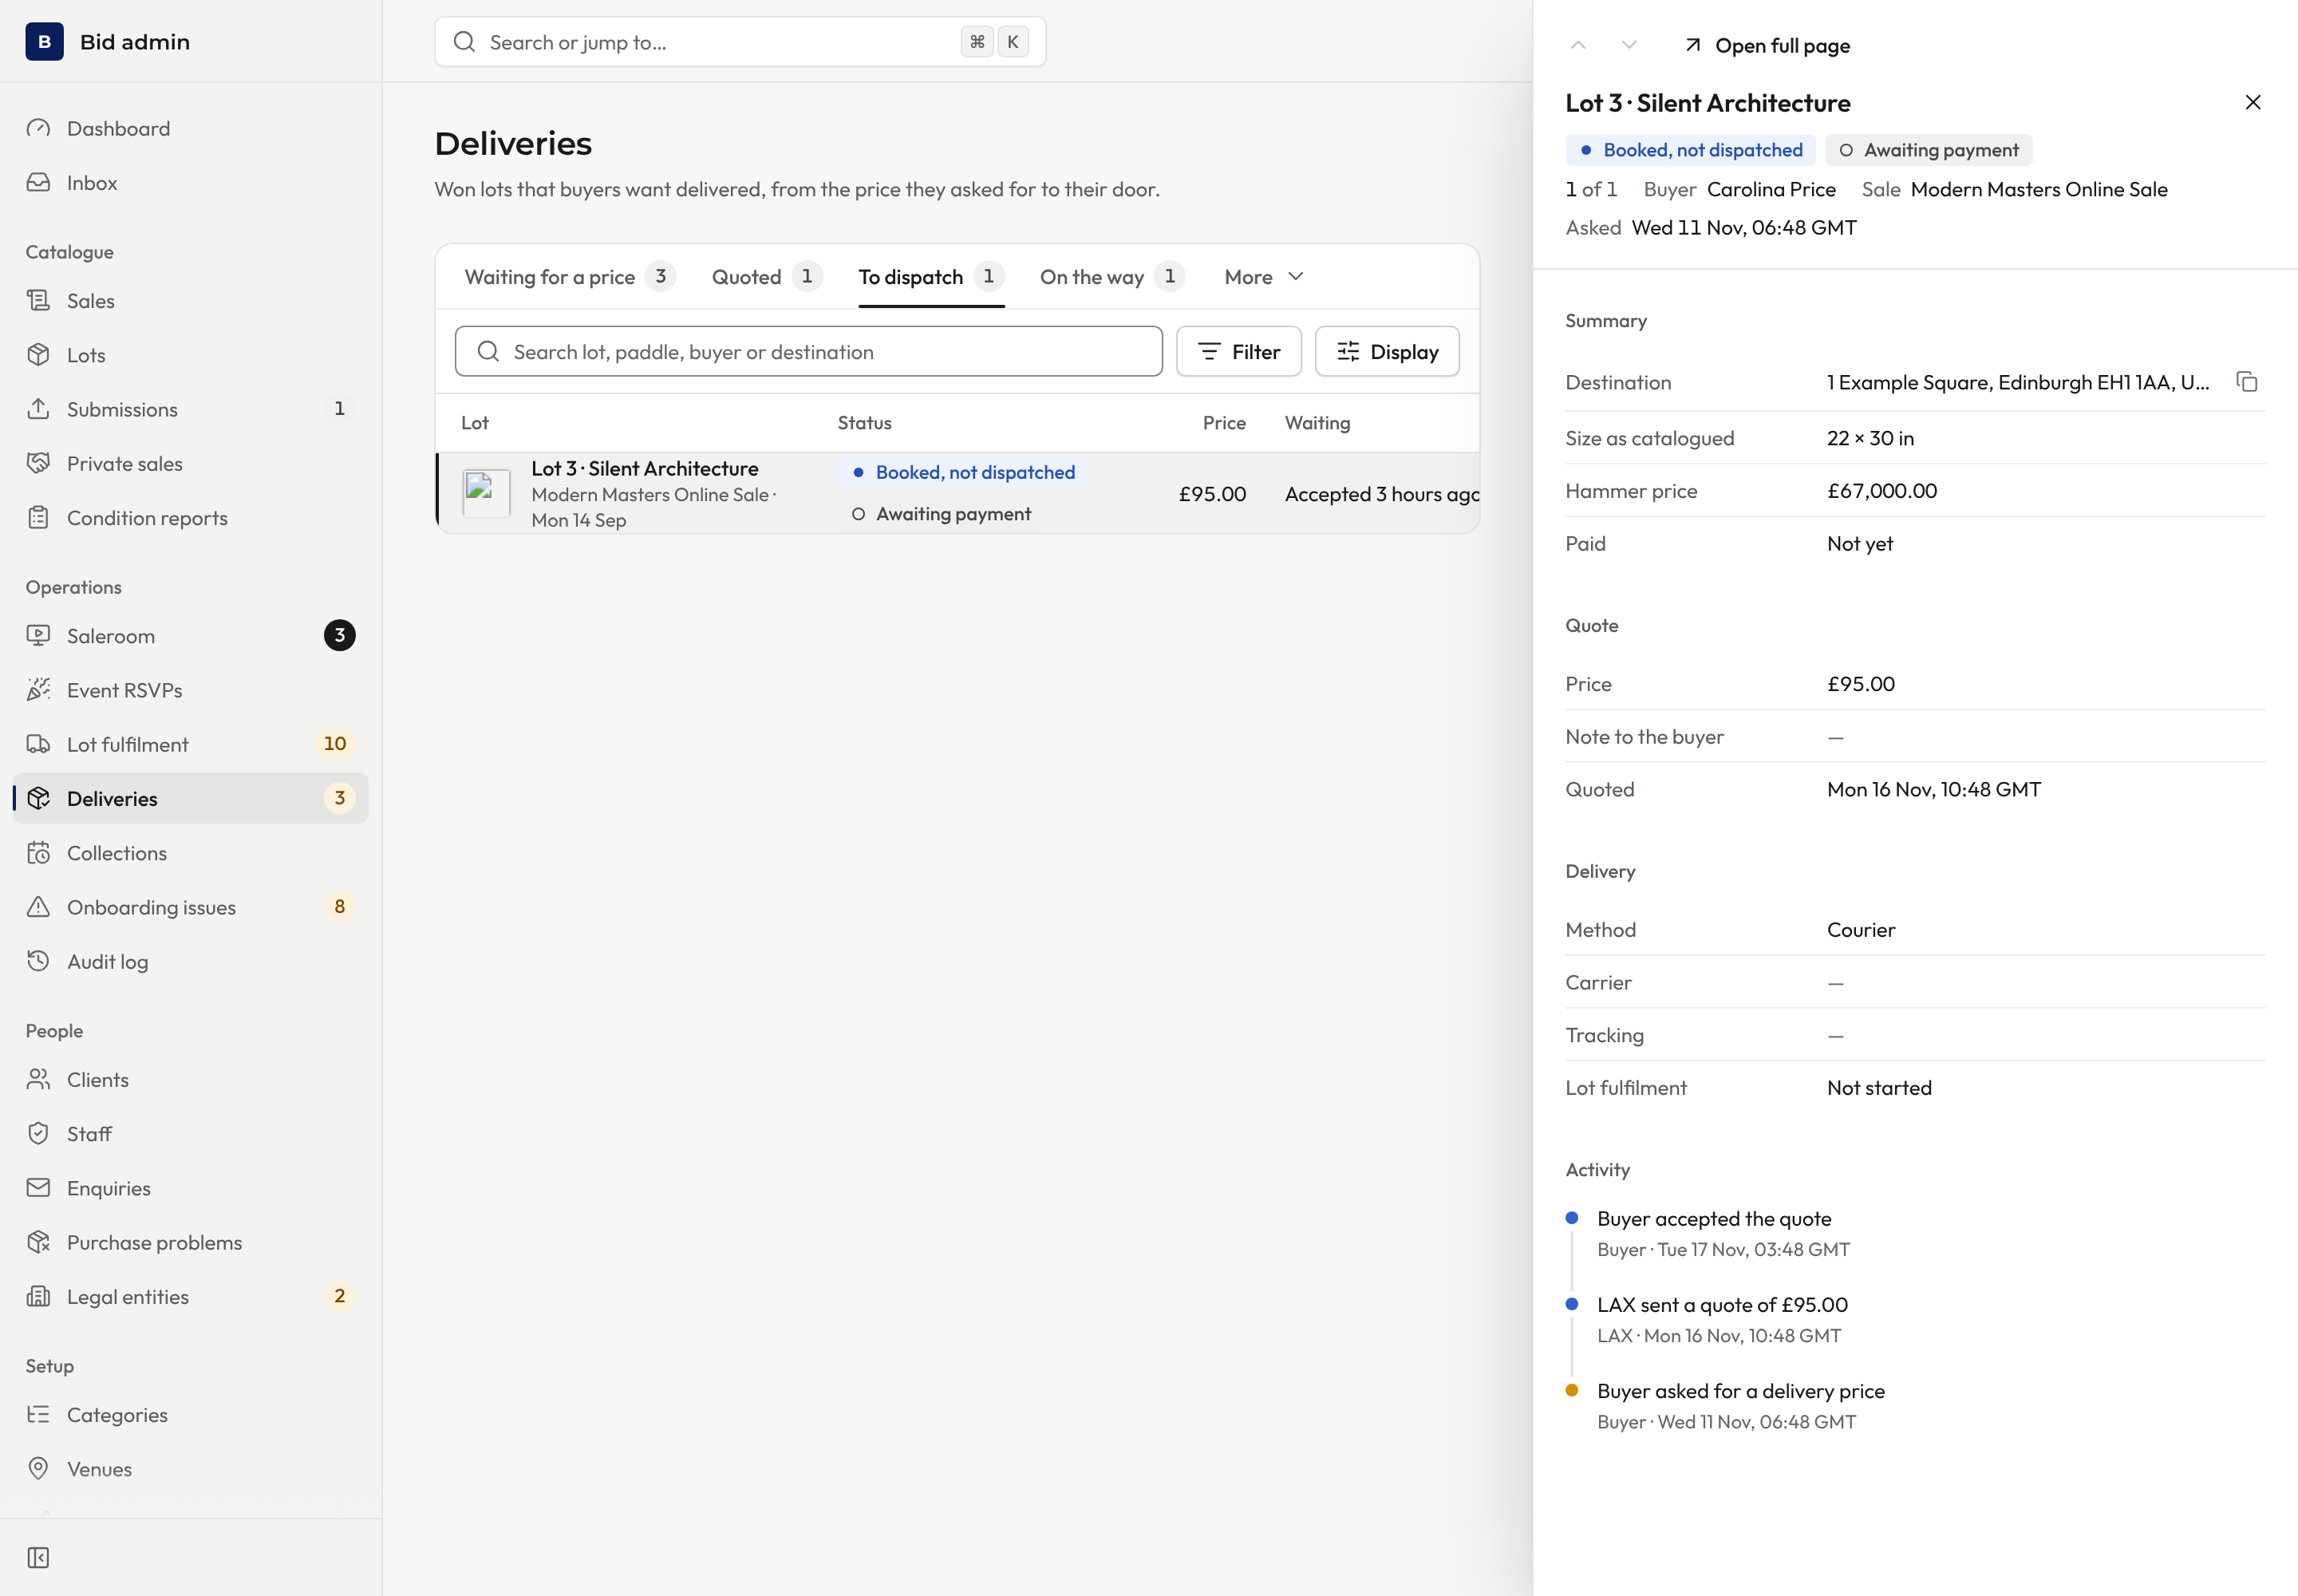 B Bid admin
Dashboard
Inbox
Catalogue
Sales
Lots
Submissions 1
Private sales
Condition reports
Operations
Saleroom 3
Event RSVPs
Lot fulfilment 10
Deliveries 3
Collections
Onboarding issues 8
Audit log
People
Clients
Staff
Enquiries
Purchase problems
Legal entities 2
Setup
Categories
Venues
Search or jump to... ⌘ K
Deliveries
Won lots that buyers want delivered, from the price they asked for to their door.
Waiting for a price 3 Quoted 1 To dispatch 1 On the way 1 More
Search lot, paddle, buyer or destination Filter Display
Lot Status Price Waiting
Lot 3 · Silent Architecture
Modern Masters Online Sale ·
Mon 14 Sep
Booked, not dispatched
Awaiting payment
£95.00
Accepted 3 hours ago
Open full page
Lot 3 · Silent Architecture
Booked, not dispatched Awaiting payment
1 of 1 Buyer Carolina Price Sale Modern Masters Online Sale
Asked Wed 11 Nov, 06:48 GMT
Summary
Destination 1 Example Square, Edinburgh EH1 1AA, U...
Size as catalogued 22 × 30 in
Hammer price £67,000.00
Paid Not yet
Quote
Price £95.00
Note to the buyer —
Quoted Mon 16 Nov, 10:48 GMT
Delivery
Method Courier
Carrier —
Tracking —
Lot fulfilment Not started
Activity
Buyer accepted the quote
Buyer · Tue 17 Nov, 03:48 GMT
LAX sent a quote of £95.00
LAX · Mon 16 Nov, 10:48 GMT
Buyer asked for a delivery price
Buyer · Wed 11 Nov, 06:48 GMT